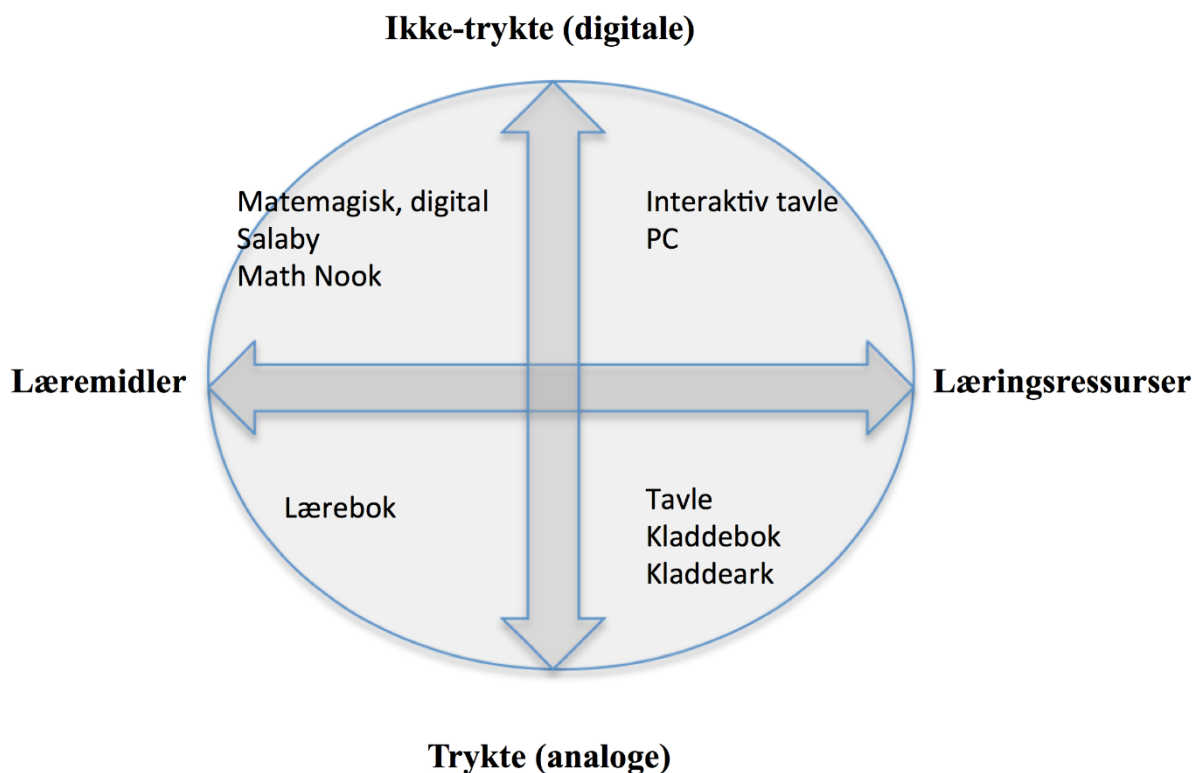 Ikke-trykte (digitale)
Matemagisk, digital
Salaby
Math Nook
Interaktiv tavle
PC
Læremidler
Læringsressurser
Lærebok
Tavle
Kladdebok
Kladdeark
Trykte (analoge)